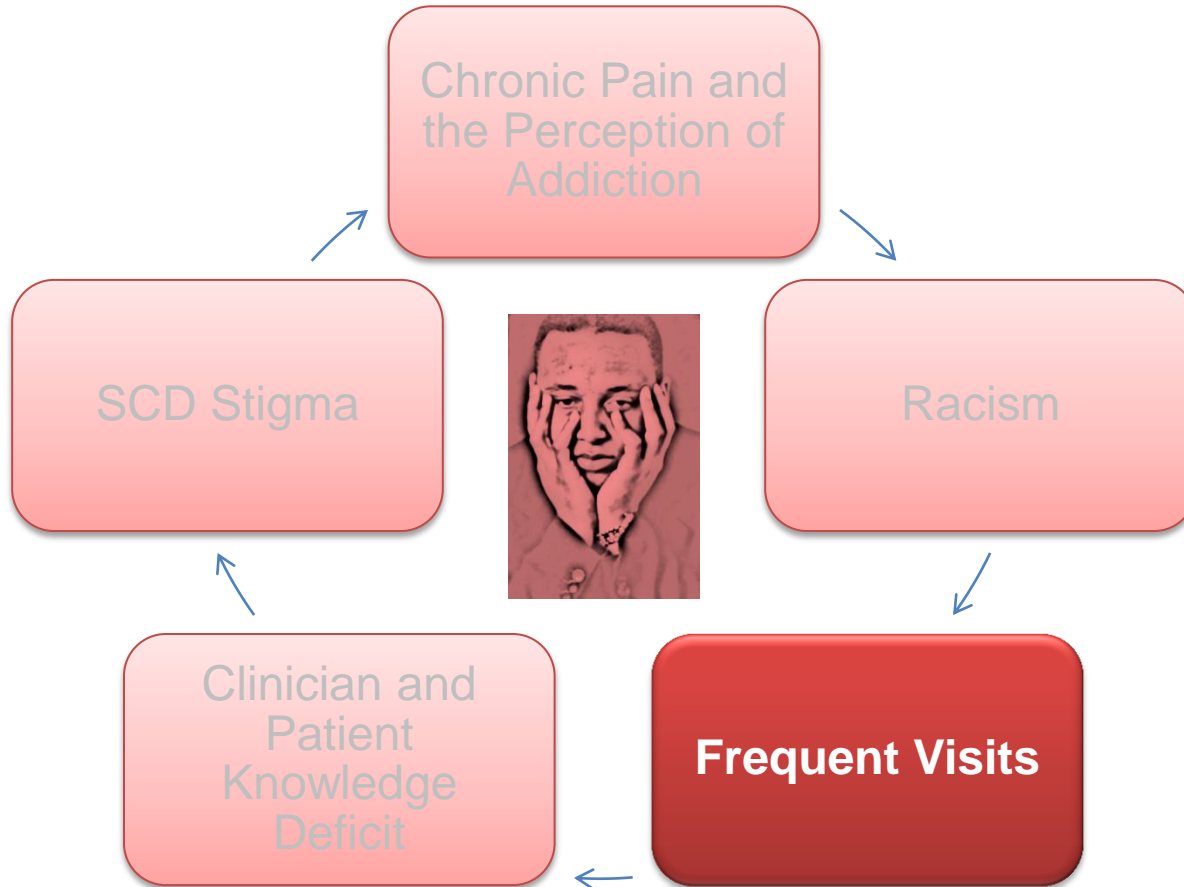 Chronic Pain and
the Perception of
Addiction
SCD Stigma
Racism
Clinician and
Patient
Knowledge
Deficit
Frequent Visits